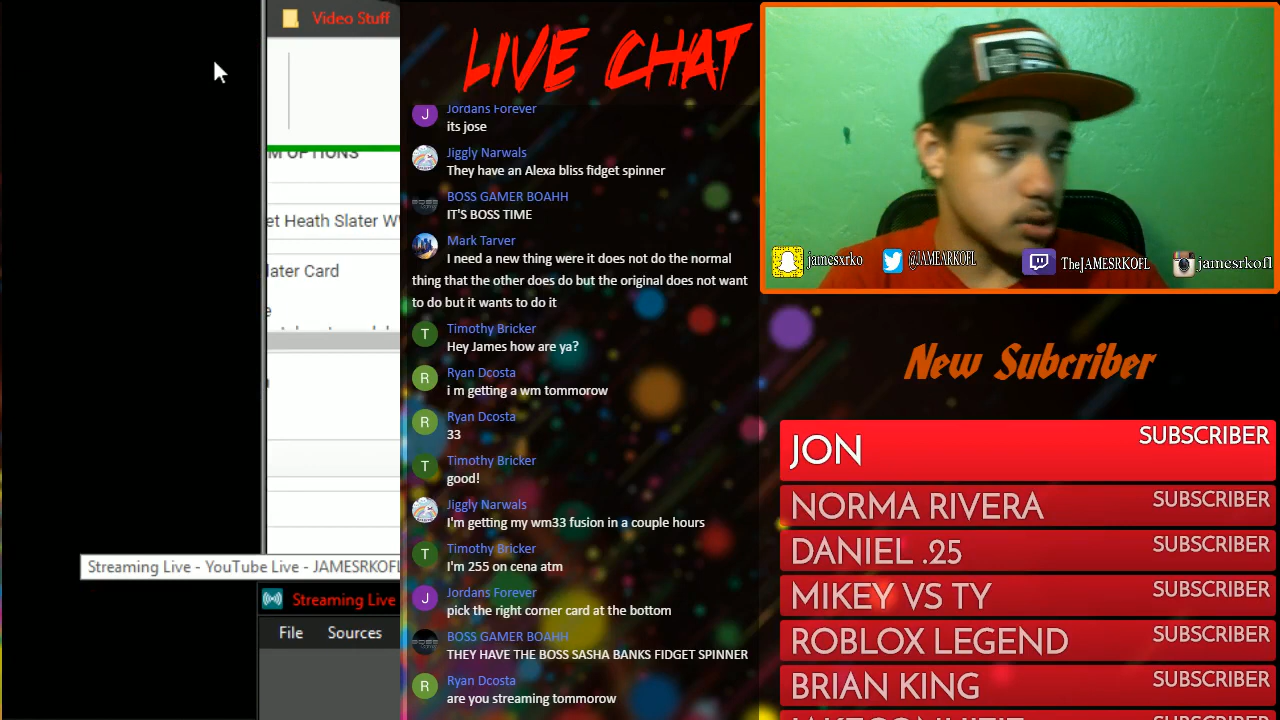 Video Stuff
M OPTIONS
et Heath Slater W
later Card
Streaming Live - YouTube Live - JAMESRKOFL
Streaming Live
File Sources
LIVE CHAT
Jordans Forever
its jose
Jiggly Narwals
They have an Alexa bliss fidget spinner
BOSS GAMER BOAHH
IT'S BOSS TIME
Mark Tarver
I need a new thing were it does not do the normal
thing that the other does do but the original does not want
to do but it wants to do it
Timothy Bricker
Hey James how are ya?
Ryan Dcosta
i m getting a wm tommorow
Ryan Dcosta
33
Timothy Bricker
good!
Jiggly Narwals
I'm getting my wm33 fusion in a couple hours
Timothy Bricker
I'm 255 on cena atm
Jordans Forever
pick the right corner card at the bottom
BOSS GAMER BOAHH
THEY HAVE THE BOSS SASHA BANKS FIDGET SPINNER
Ryan Dcosta
are you streaming tommorow
jamesxrko @JAMEARKOFL TheJAMESRKOFL jamesrkofl
New Subcriber
JON SUBSCRIBER
NORMA RIVERA SUBSCRIBER
DANIEL .25 SUBSCRIBER
MIKEY VS TY SUBSCRIBER
ROBLOX LEGEND SUBSCRIBER
BRIAN KING SUBSCRIBER
SUBSCRIBER